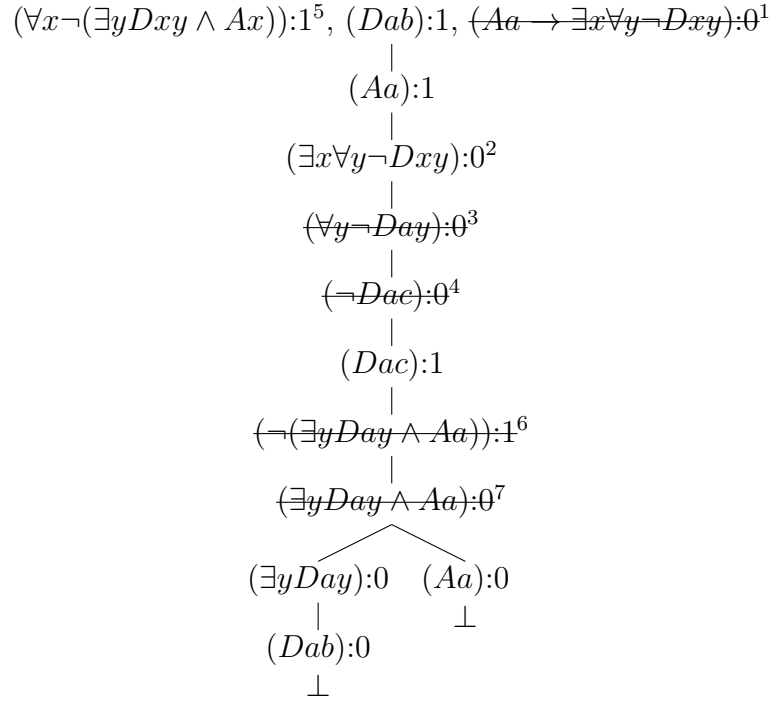 (∀x¬(∃yDxy ∧ Ax)):1⁵, (Dab):1, (Aa → ∃x∀y¬Dxy):0¹
(Aa):1
(∃x∀y¬Dxy):0²
(∀y¬Day):0³
(¬Dac):0⁴
(Dac):1
(¬(∃yDay ∧ Aa)):1⁶
(∃yDay ∧ Aa):0⁷
(∃yDay):0 (Aa):0
⊥
(Dab):0
⊥